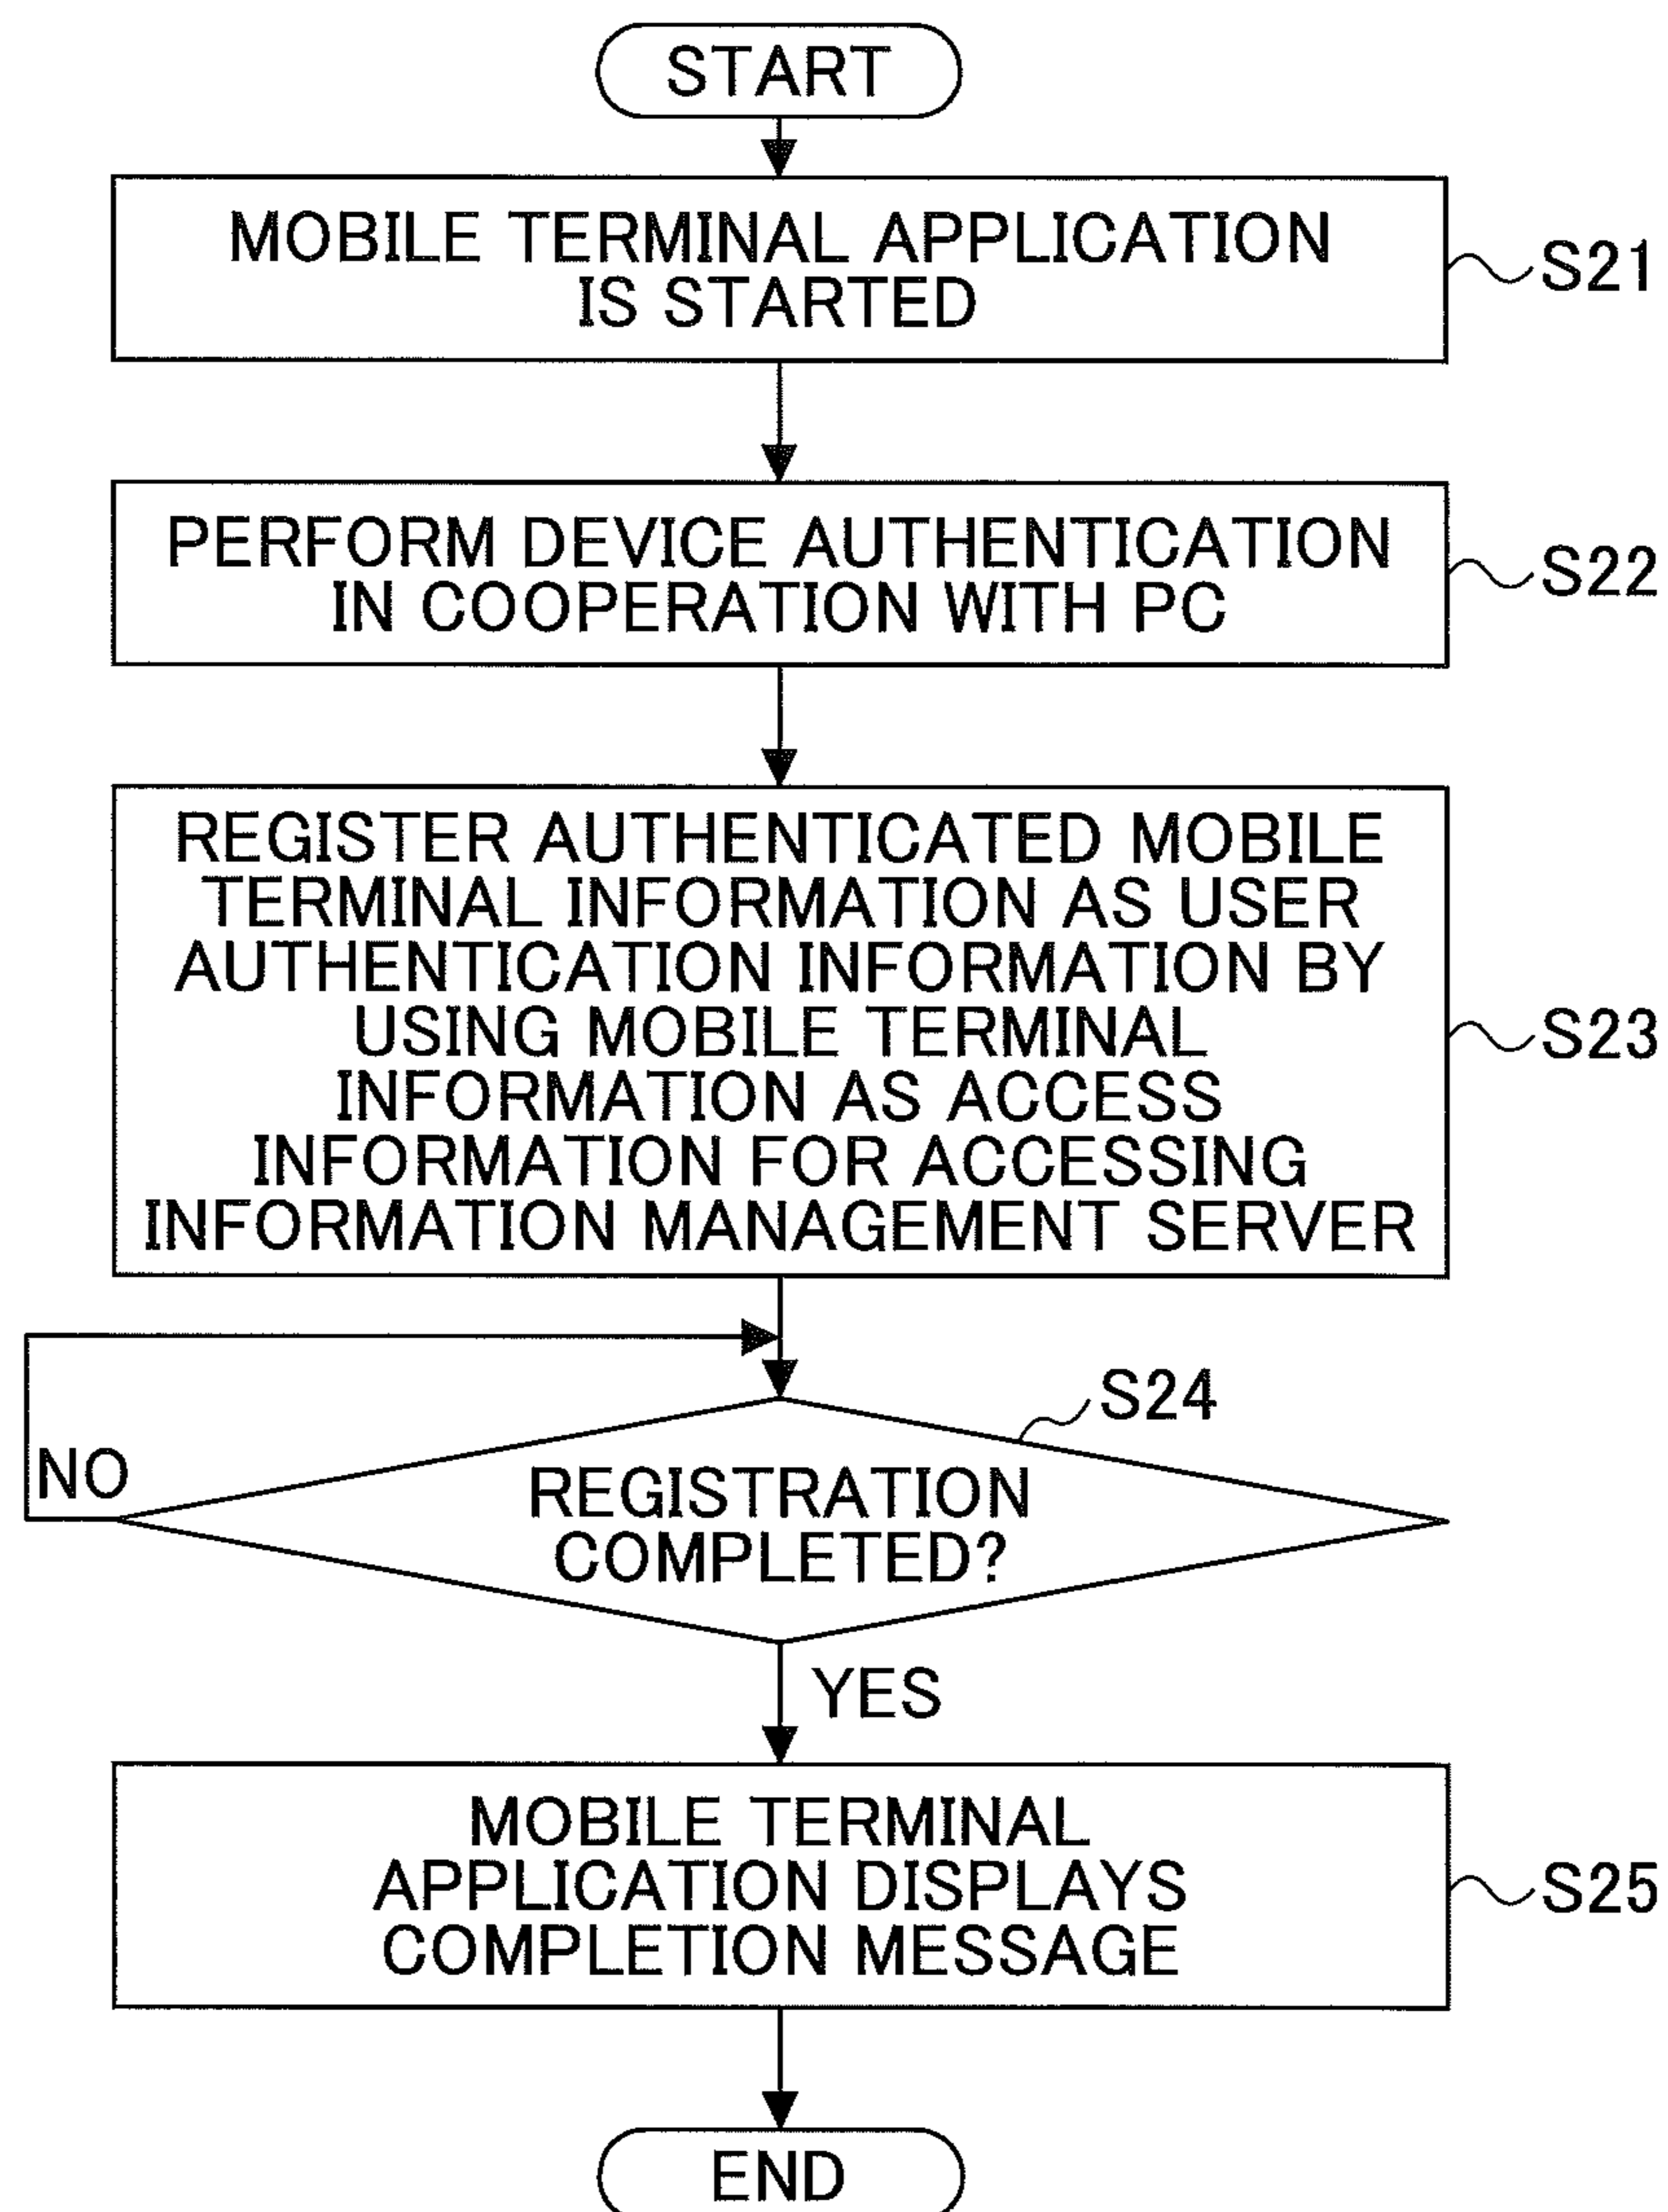 START
MOBILE TERMINAL APPLICATION
IS STARTED
S21
PERFORM DEVICE AUTHENTICATION
IN COOPERATION WITH PC
S22
REGISTER AUTHENTICATED MOBILE
TERMINAL INFORMATION AS USER
AUTHENTICATION INFORMATION BY
USING MOBILE TERMINAL
INFORMATION AS ACCESS
INFORMATION FOR ACCESSING
INFORMATION MANAGEMENT SERVER
S23
S24
NO
REGISTRATION
COMPLETED?
YES
MOBILE TERMINAL
APPLICATION DISPLAYS
COMPLETION MESSAGE
S25
END